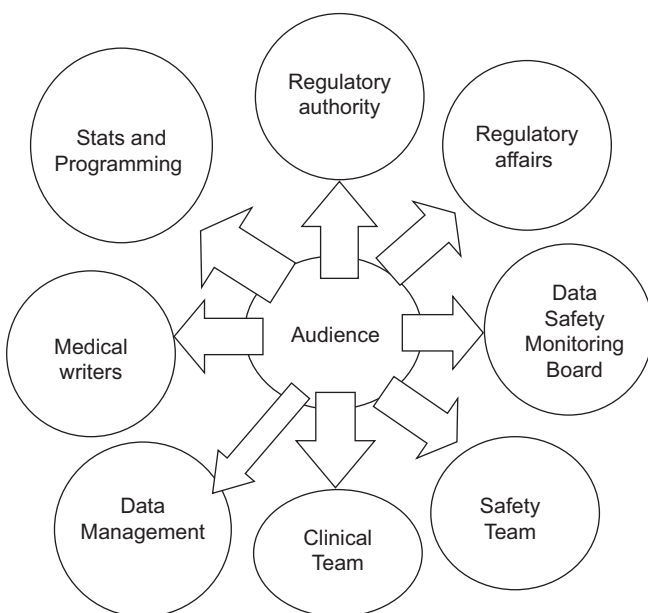 Regulatory
authority
Stats and
Programming
Regulatory
affairs
Audience
Data
Safety
Monitoring
Board
Medical
writers
Data
Management
Clinical
Team
Safety
Team